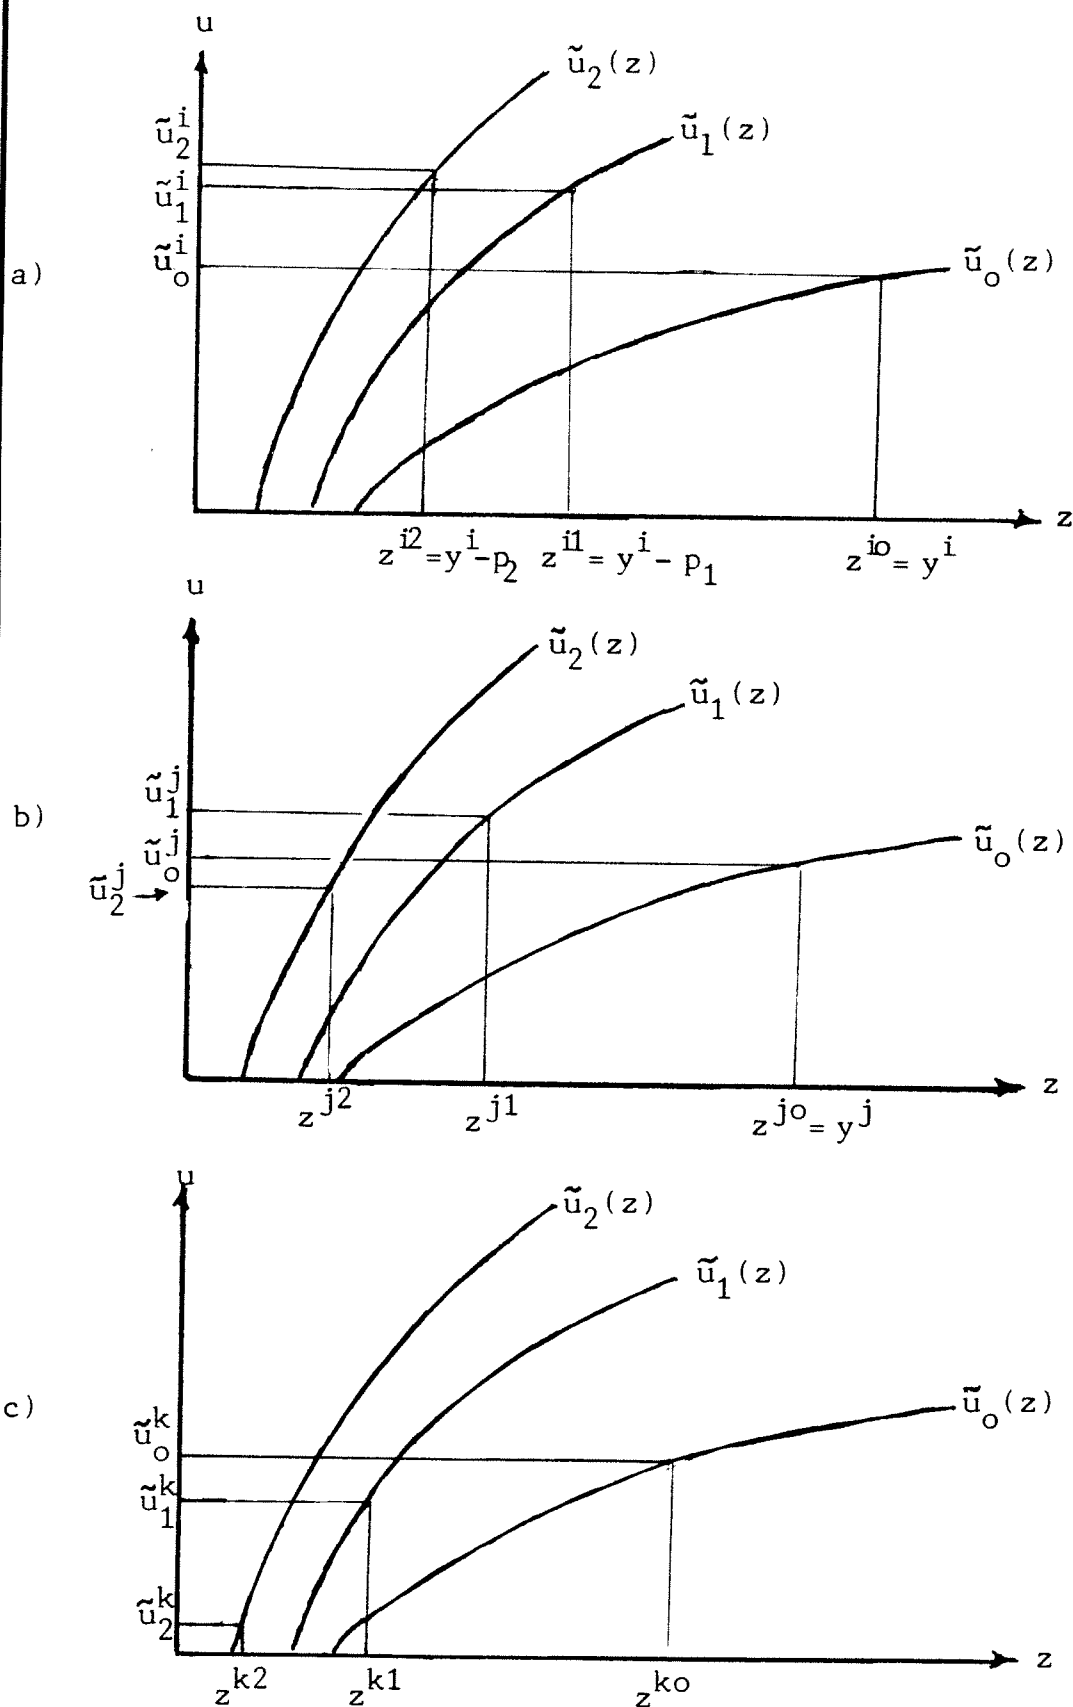 u
ũ₂(z)
ũ₂ⁱ
ũ₁(z)
ũ₁ⁱ
ũₒⁱ
ũₒ(z)
a)
z
zⁱ²=yⁱ-p₂ zⁱ¹= yⁱ- p₁ zⁱᵒ= yⁱ
u
ũ₂(z)
ũ₁(z)
ũ₁ʲ
b)
ũₒʲ
ũₒ(z)
ũ₂ʲ →
z
zʲ² zʲ¹ zʲᵒ= yʲ
u
ũ₂(z)
ũ₁(z)
c)
ũₒ(z)
ũₒᵏ
ũ₁ᵏ
ũ₂ᵏ
z
zᵏ² zᵏ¹ zᵏᵒ